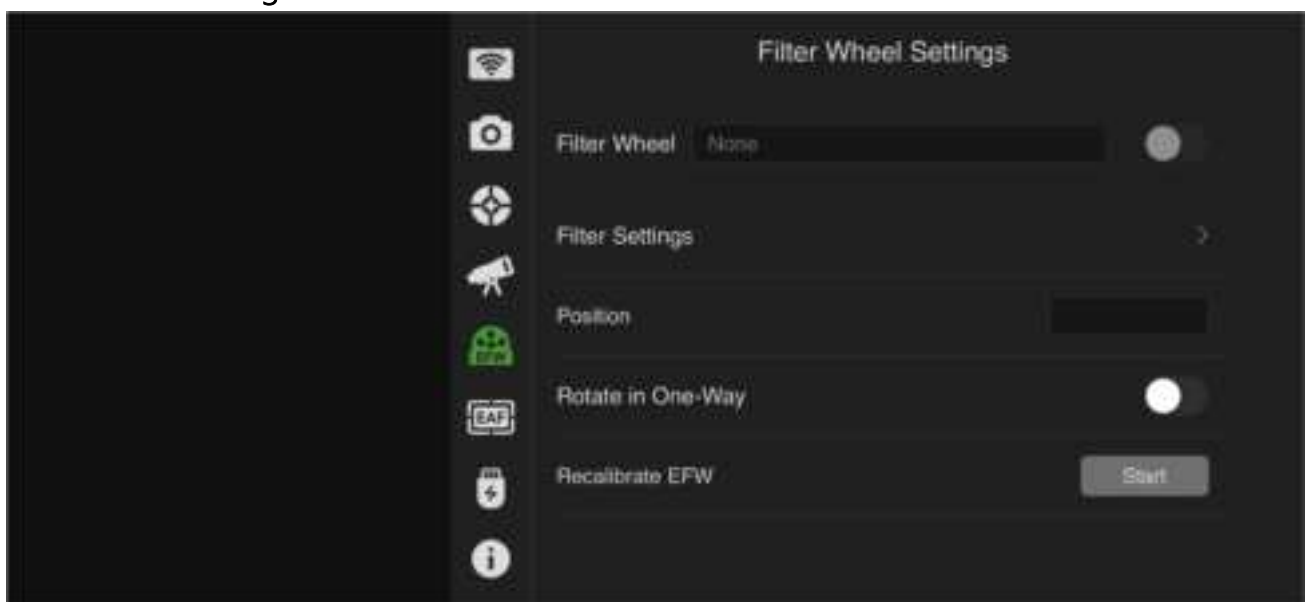 Filter Wheel Settings
Filter Wheel None
Filter Settings
Position
EFW
Rotate in One-Way
EAF
Recalibrate EFW Start